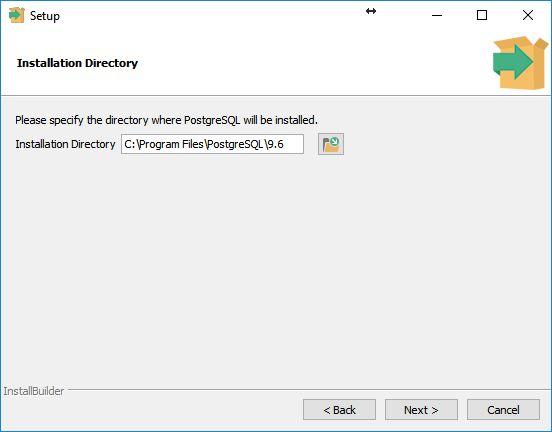 Setup
Installation Directory
Please specify the directory where PostgreSQL will be installed.
Installation Directory C:\Program Files\PostgreSQL\9.6
InstallBuilder
< Back Next > Cancel